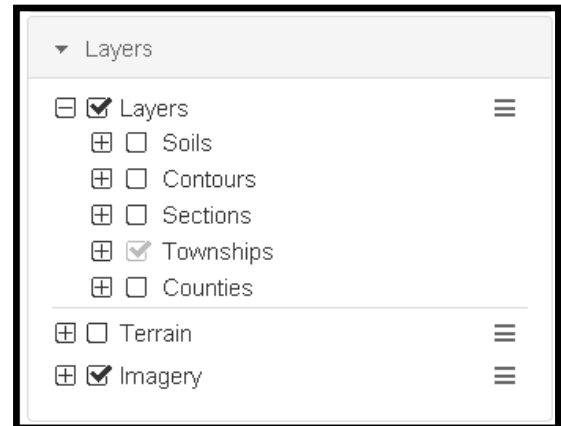 Layers
Layers
Soils
Contours
Sections
Townships
Counties
Terrain
Imagery